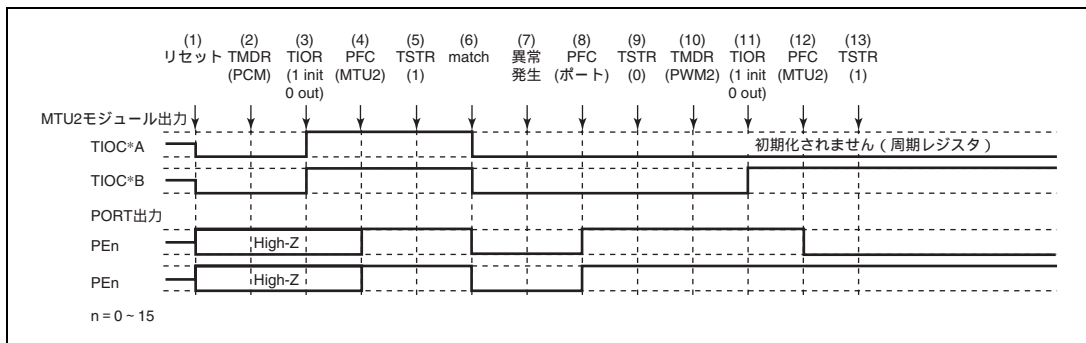 (1) (2) (3) (4) (5) (6) (7) (8) (9) (10) (11) (12) (13)
リセット TMDR TIOR PFC TSTR match 異常 PFC TSTR TMDR TIOR PFC TSTR
(PCM) (1 init (MTU2) (1) 発生 (ポート) (0) (PWM2) (1 init (MTU2) (1)
0 out) 0 out)
MTU2モジュール出力
TIOC*A 初期化されません(周期レジスタ)
TIOC*B
PORT出力
PEn High-Z
PEn High-Z
n = 0 ~ 15